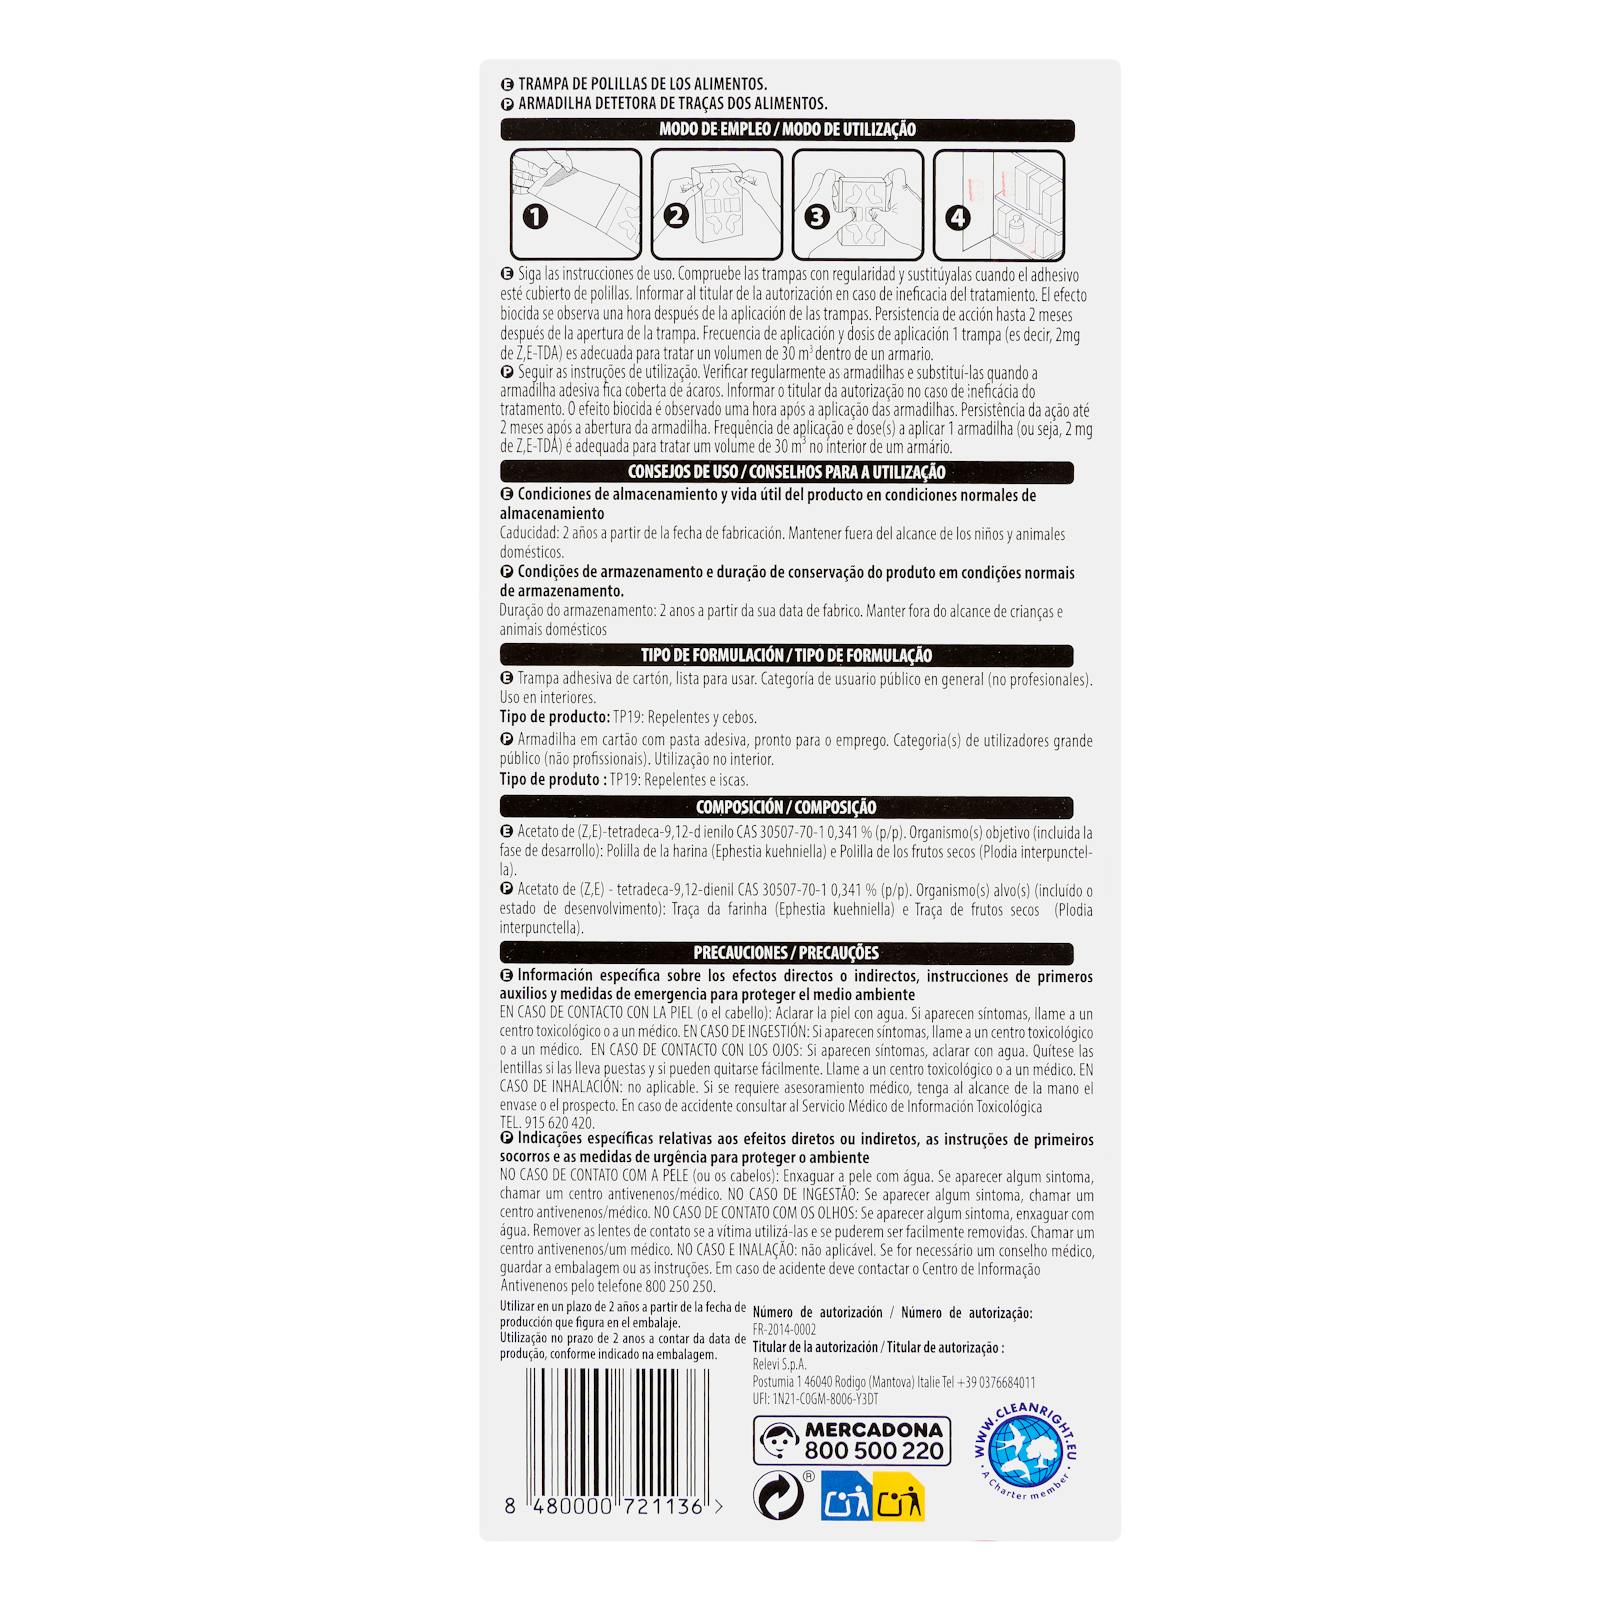 E TRAMPA DE POLILLAS DE LOS ALIMENTOS.
P ARMADILHA DETETORA DE TRAÇAS DOS ALIMENTOS.
MODO DE EMPLEO / MODO DE UTILIZAÇÃO
1 2 3 4
E Siga las instrucciones de uso. Compruebe las trampas con regularidad y sustitúyalas cuando el adhesivo
esté cubierto de polillas. Informar al titular de la autorización en caso de ineficacia del tratamiento. El efecto
biocida se observa una hora después de la aplicación de las trampas. Persistencia de acción hasta 2 meses
después de la apertura de la trampa. Frecuencia de aplicación y dosis de aplicación 1 trampa (es decir, 2mg
de Z,E-TDA) es adecuada para tratar un volumen de 30 m³ dentro de un armario.
P Seguir as instruções de utilização. Verificar regularmente as armadilhas e substituí-las quando a
armadilha adesiva fica coberta de ácaros. Informar o titular da autorização no caso de ineficácia do
tratamento. O efeito biocida é observado uma hora após a aplicação das armadilhas. Persistência da ação até
2 meses após a abertura da armadilha. Frequência de aplicação e dose(s) a aplicar 1 armadilha (ou seja, 2 mg
de Z,E-TDA) é adequada para tratar um volume de 30 m³ no interior de um armário.
CONSEJOS DE USO / CONSELHOS PARA A UTILIZAÇÃO
E Condiciones de almacenamiento y vida útil del producto en condiciones normales de
almacenamiento
Caducidad: 2 años a partir de la fecha de fabricación. Mantener fuera del alcance de los niños y animales
domésticos.
P Condições de armazenamento e duração de conservação do produto em condições normais
de armazenamento.
Duração do armazenamento: 2 anos a partir da sua data de fabrico. Manter fora do alcance de crianças e
animais domésticos
TIPO DE FORMULACIÓN / TIPO DE FORMULAÇÃO
E Trampa adhesiva de cartón, lista para usar. Categoría de usuario público en general (no profesionales).
Uso en interiores.
Tipo de producto: TP19: Repelentes y cebos.
P Armadilha em cartão com pasta adesiva, pronto para o emprego. Categoria(s) de utilizadores grande
público (não profissionais). Utilização no interior.
Tipo de produto : TP19: Repelentes e iscas.
COMPOSICIÓN / COMPOSIÇÃO
E Acetato de (Z,E)-tetradeca-9,12-d ienilo CAS 30507-70-1 0,341 % (p/p). Organismo(s) objetivo (incluida la
fase de desarrollo): Polilla de la harina (Ephestia kuehniella) e Polilla de los frutos secos (Plodia interpunctel-
la).
P Acetato de (Z,E) - tetradeca-9,12-dienil CAS 30507-70-1 0,341 % (p/p). Organismo(s) alvo(s) (incluído o
estado de desenvolvimento): Traça da farinha (Ephestia kuehniella) e Traça de frutos secos (Plodia
interpunctella).
PRECAUCIONES / PRECAUÇÕES
E Información específica sobre los efectos directos o indirectos, instrucciones de primeros
auxilios y medidas de emergencia para proteger el medio ambiente
EN CASO DE CONTACTO CON LA PIEL (o el cabello): Aclarar la piel con agua. Si aparecen síntomas, llame a un
centro toxicológico o a un médico. EN CASO DE INGESTIÓN: Si aparecen síntomas, llame a un centro toxicológico
o a un médico. EN CASO DE CONTACTO CON LOS OJOS: Si aparecen síntomas, aclarar con agua. Quítese las
lentillas si las lleva puestas y si pueden quitarse fácilmente. Llame a un centro toxicológico o a un médico. EN
CASO DE INHALACIÓN: no aplicable. Si se requiere asesoramiento médico, tenga al alcance de la mano el
envase o el prospecto. En caso de accidente consultar al Servicio Médico de Información Toxicológica
TEL. 915 620 420.
P Indicações específicas relativas aos efeitos diretos ou indiretos, as instruções de primeiros
socorros e as medidas de urgência para proteger o ambiente
NO CASO DE CONTATO COM A PELE (ou os cabelos): Enxaguar a pele com água. Se aparecer algum sintoma,
chamar um centro antivenenos/médico. NO CASO DE INGESTÃO: Se aparecer algum sintoma, chamar um
centro antivenenos/médico. NO CASO DE CONTATO COM OS OLHOS: Se aparecer algum sintoma, enxaguar com
água. Remover as lentes de contato se a vítima utilizá-las e se puderem ser facilmente removidas. Chamar um
centro antivenenos/um médico. NO CASO E INALAÇÃO: não aplicável. Se for necessário um conselho médico,
guardar a embalagem ou as instruções. Em caso de acidente deve contactar o Centro de Informação
Antivenenos pelo telefone 800 250 250.
Utilizar en un plazo de 2 años a partir de la fecha de
producción que figura en el embalaje.
Utilização no prazo de 2 anos a contar da data de
produção, conforme indicado na embalagem.
Número de autorización / Número de autorização:
FR-2014-0002
Titular de la autorización / Titular de autorização :
Relevi S.p.A.
Postumia 1 46040 Rodigo (Mantova) Italie Tel +39 0376684011
UFI: 1N21-C0GM-8006-Y3DT
MERCADONA
800 500 220
WWW.CLEANRIGHT.EU
A Charter member
®
8 480000 721136 >